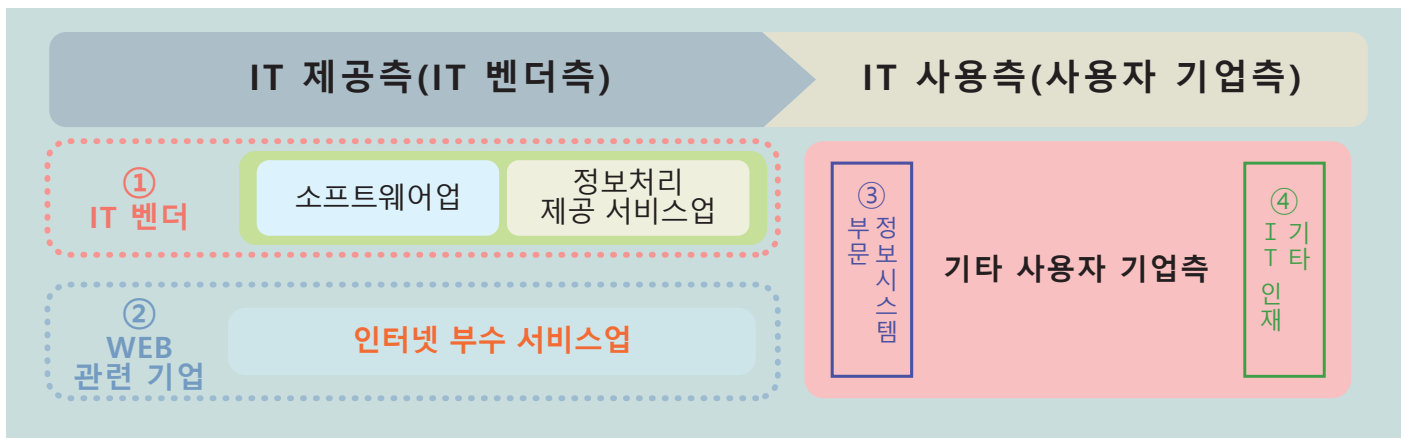 IT 제공측(IT 벤더측)
IT 사용측(사용자 기업측)
①
IT 벤더
소프트웨어업
정보처리
제공 서비스업
②
WEB
관련 기업
인터넷 부수 서비스업
③
정보시스템
부문
기타 사용자 기업측
④
기타
IT 인재